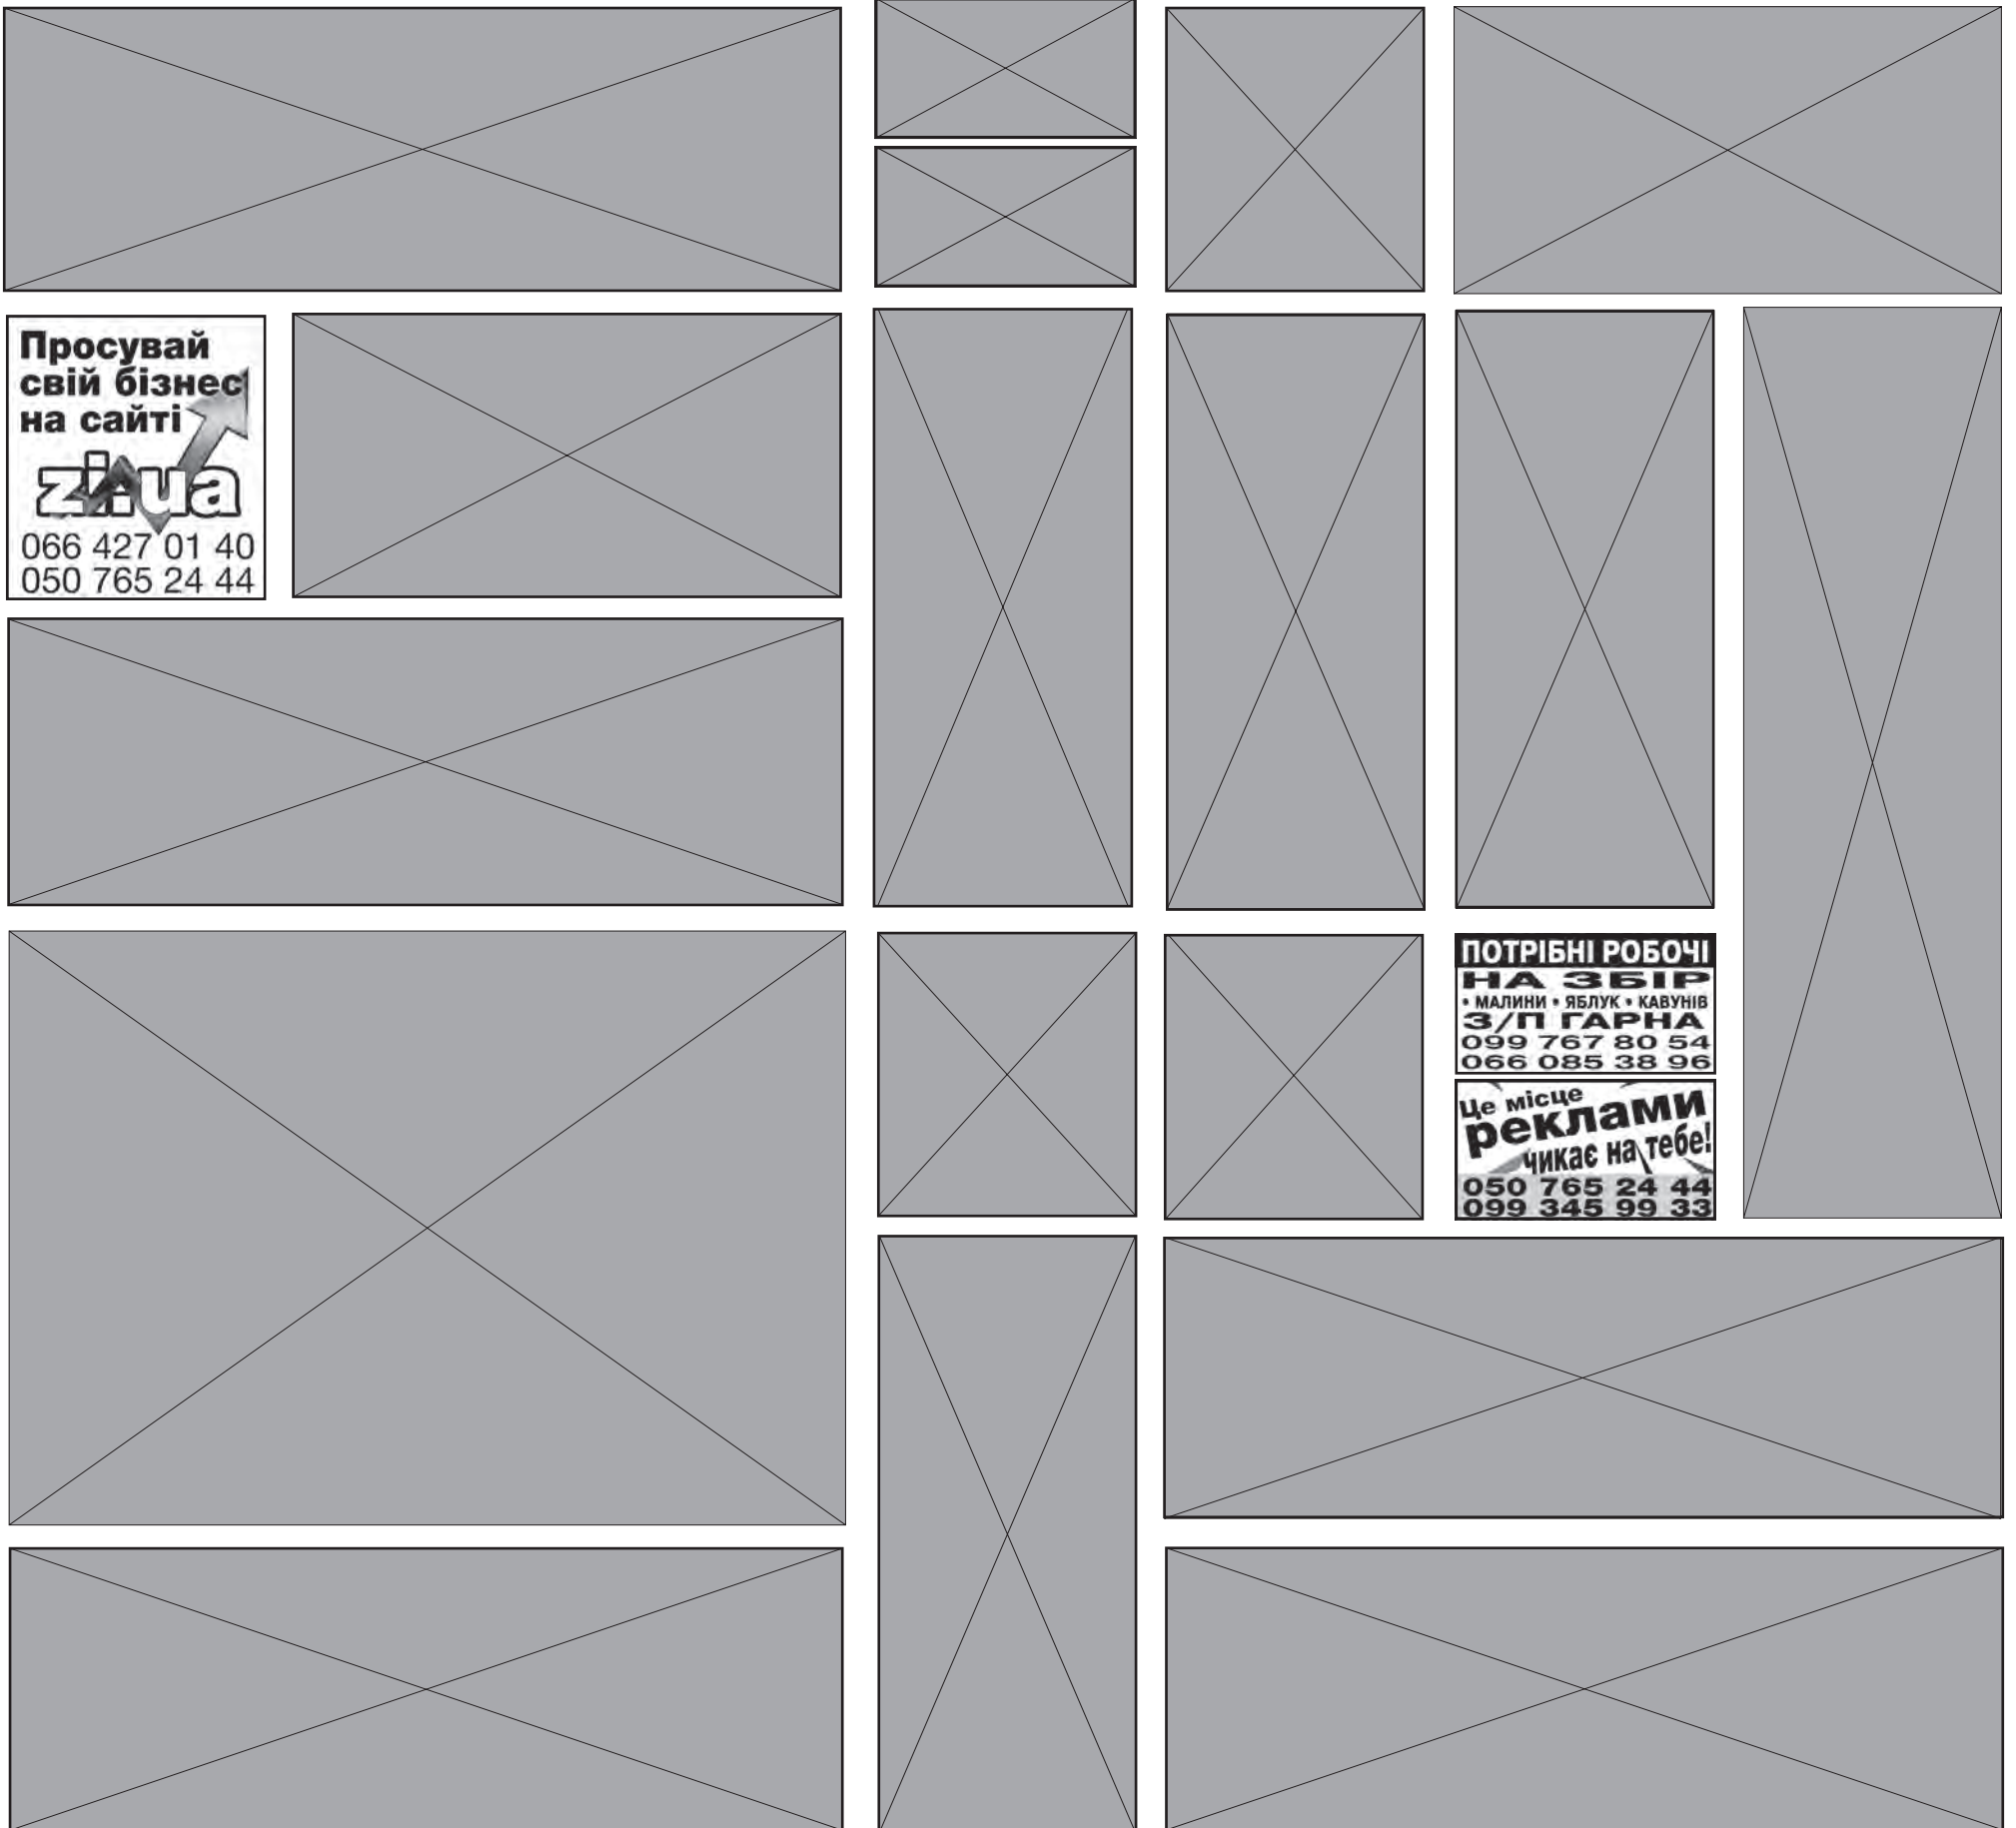 Просувай
свій бізнес
на сайті
zi.ua
066 427 01 40
050 765 24 44
ПОТРІБНІ РОБОЧІ
НА ЗБІР
• МАЛИНИ • ЯБЛУК • КАВУНІВ
З/П ГАРНА
099 767 80 54
066 085 38 96
Це місце
реклами
чикає на тебе!
050 765 24 44
099 345 99 33